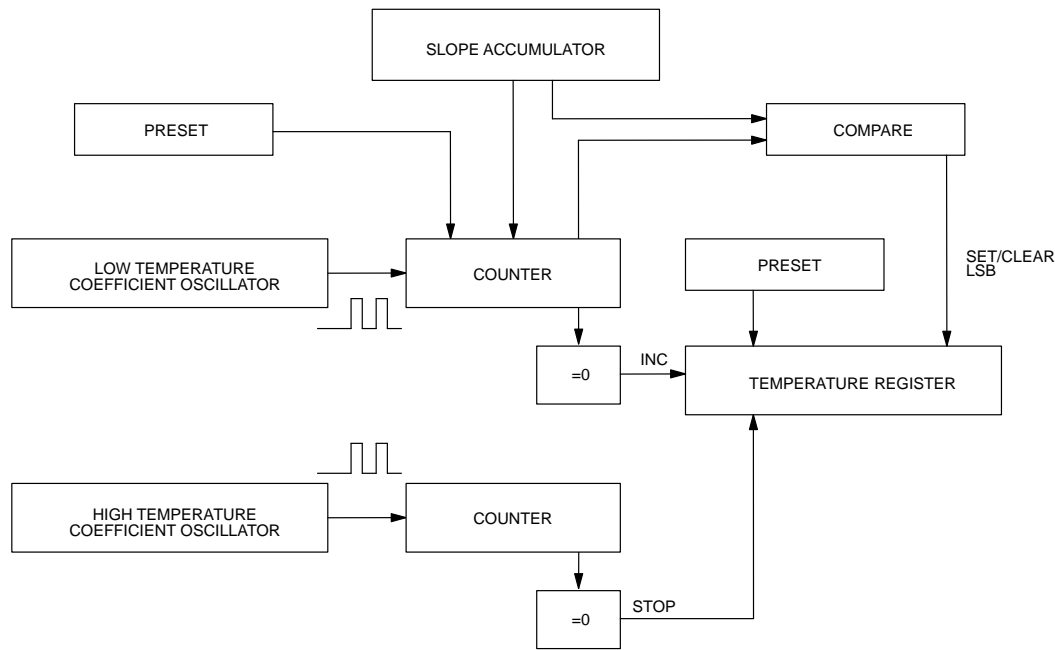 SLOPE ACCUMULATOR
PRESET
COMPARE
LOW TEMPERATURE
COEFFICIENT OSCILLATOR
COUNTER
PRESET
SET/CLEAR
LSB
=0
INC
TEMPERATURE REGISTER
HIGH TEMPERATURE
COEFFICIENT OSCILLATOR
COUNTER
=0
STOP